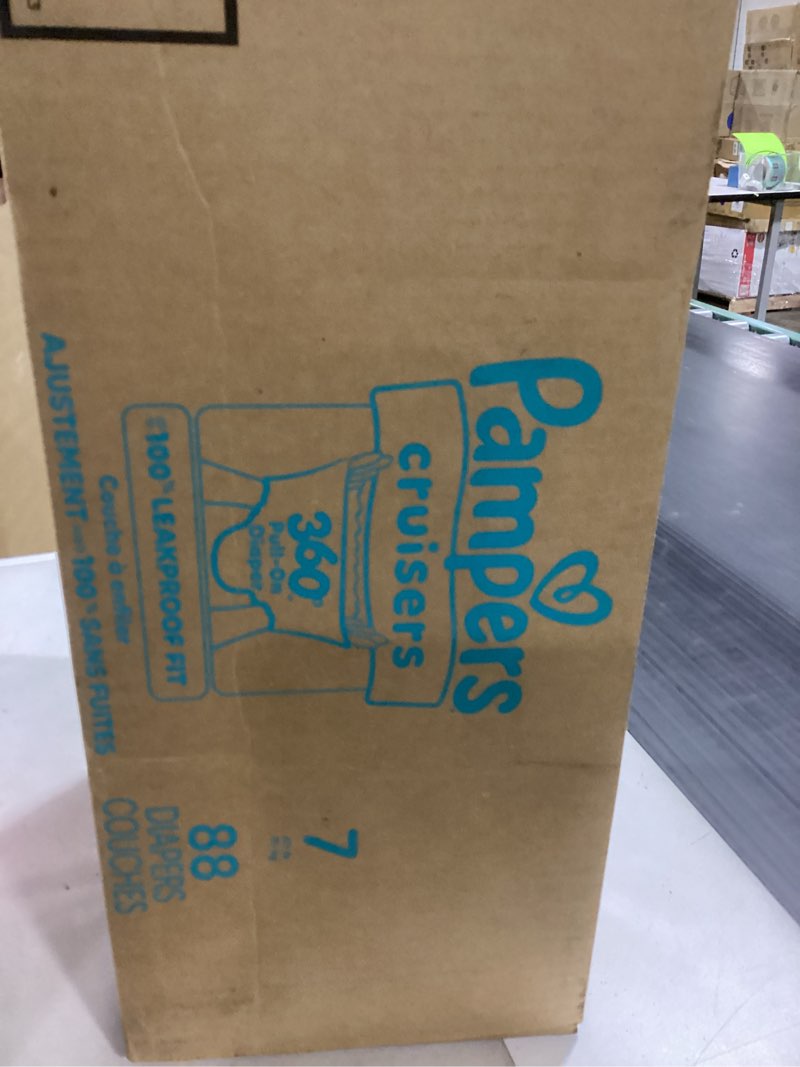 Pampers
cruisers
360°
Pull-On
Diaper
100% LEAKPROOF FIT
Couche à enfiler
AJUSTEMENT 100% SANS FUITES
7
88
DIAPERS
COUCHES